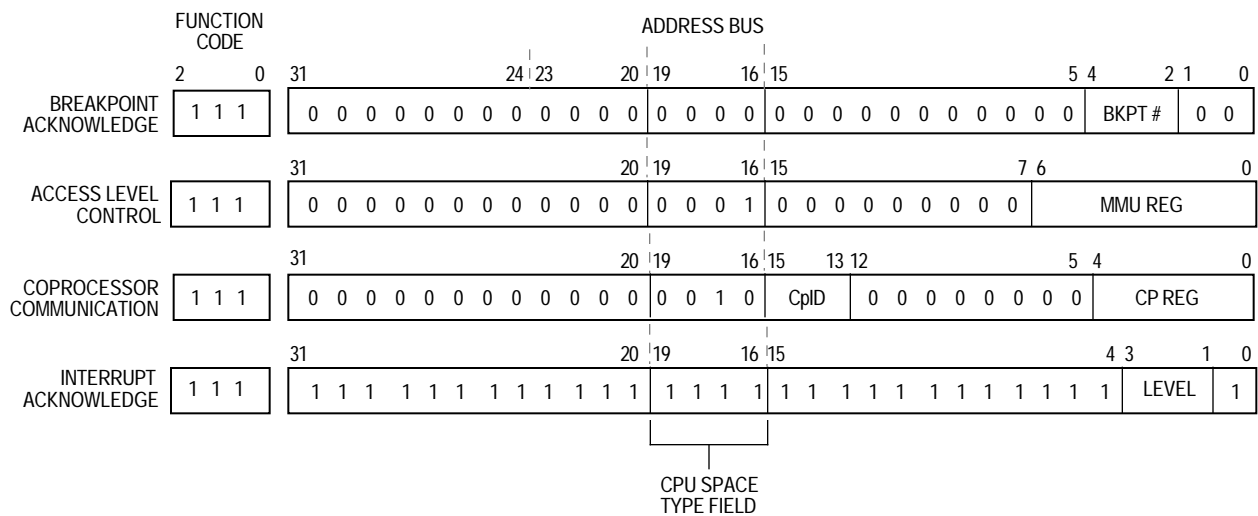 FUNCTION
CODE
ADDRESS BUS
2 0 31 24 23 20 19 16 15 5 4 2 1 0
BREAKPOINT
ACKNOWLEDGE
1 1 1 0 0 0 0 0 0 0 0 0 0 0 0 0 0 0 0 0 0 0 0 0 0 0 0 0 0 0 BKPT # 0 0
31 20 19 16 15 7 6 0
ACCESS LEVEL
CONTROL
1 1 1 0 0 0 0 0 0 0 0 0 0 0 0 0 0 0 1 0 0 0 0 0 0 0 0 0 MMU REG
31 20 19 16 15 13 12 5 4 0
COPROCESSOR
COMMUNICATION
1 1 1 0 0 0 0 0 0 0 0 0 0 0 0 0 0 1 0 CpID 0 0 0 0 0 0 0 0 CP REG
31 20 19 16 15 4 3 1 0
INTERRUPT
ACKNOWLEDGE
1 1 1 1 1 1 1 1 1 1 1 1 1 1 1 1 1 1 1 1 1 1 1 1 1 1 1 1 1 1 1 LEVEL 1
CPU SPACE
TYPE FIELD